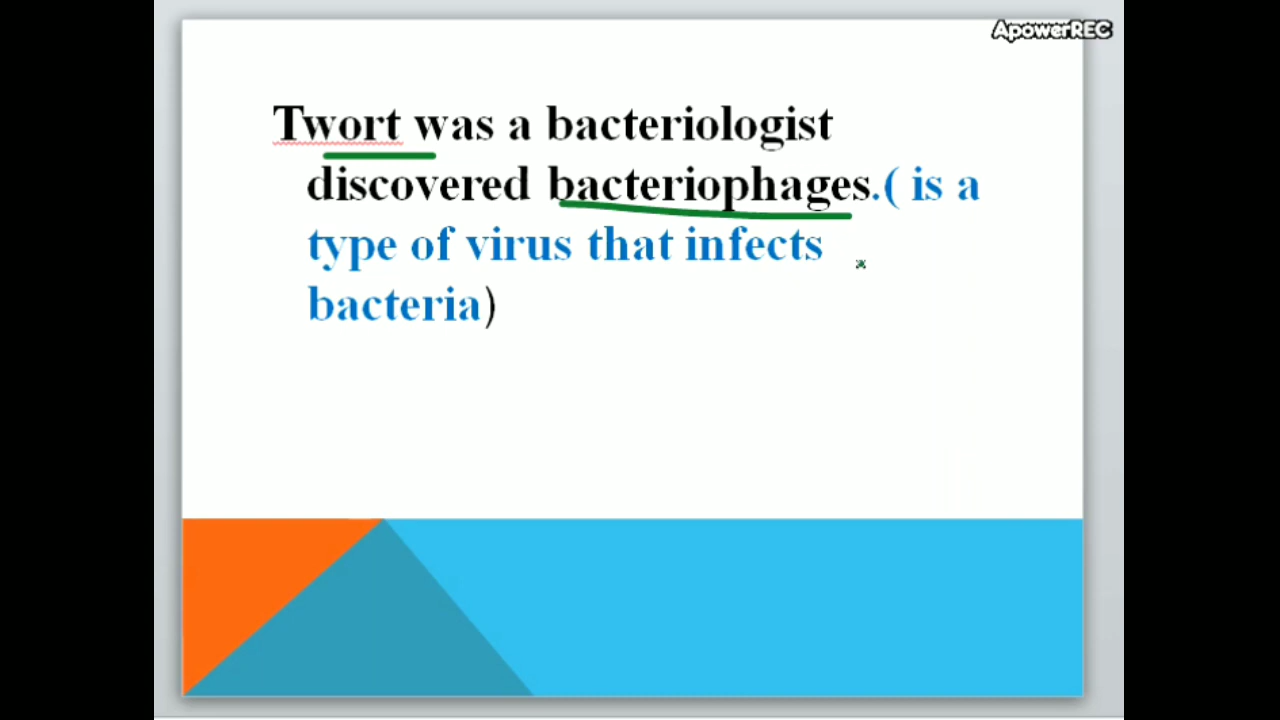 ApowerREC
Twort was a bacteriologist
discovered bacteriophages.( is a
type of virus that infects
bacteria)